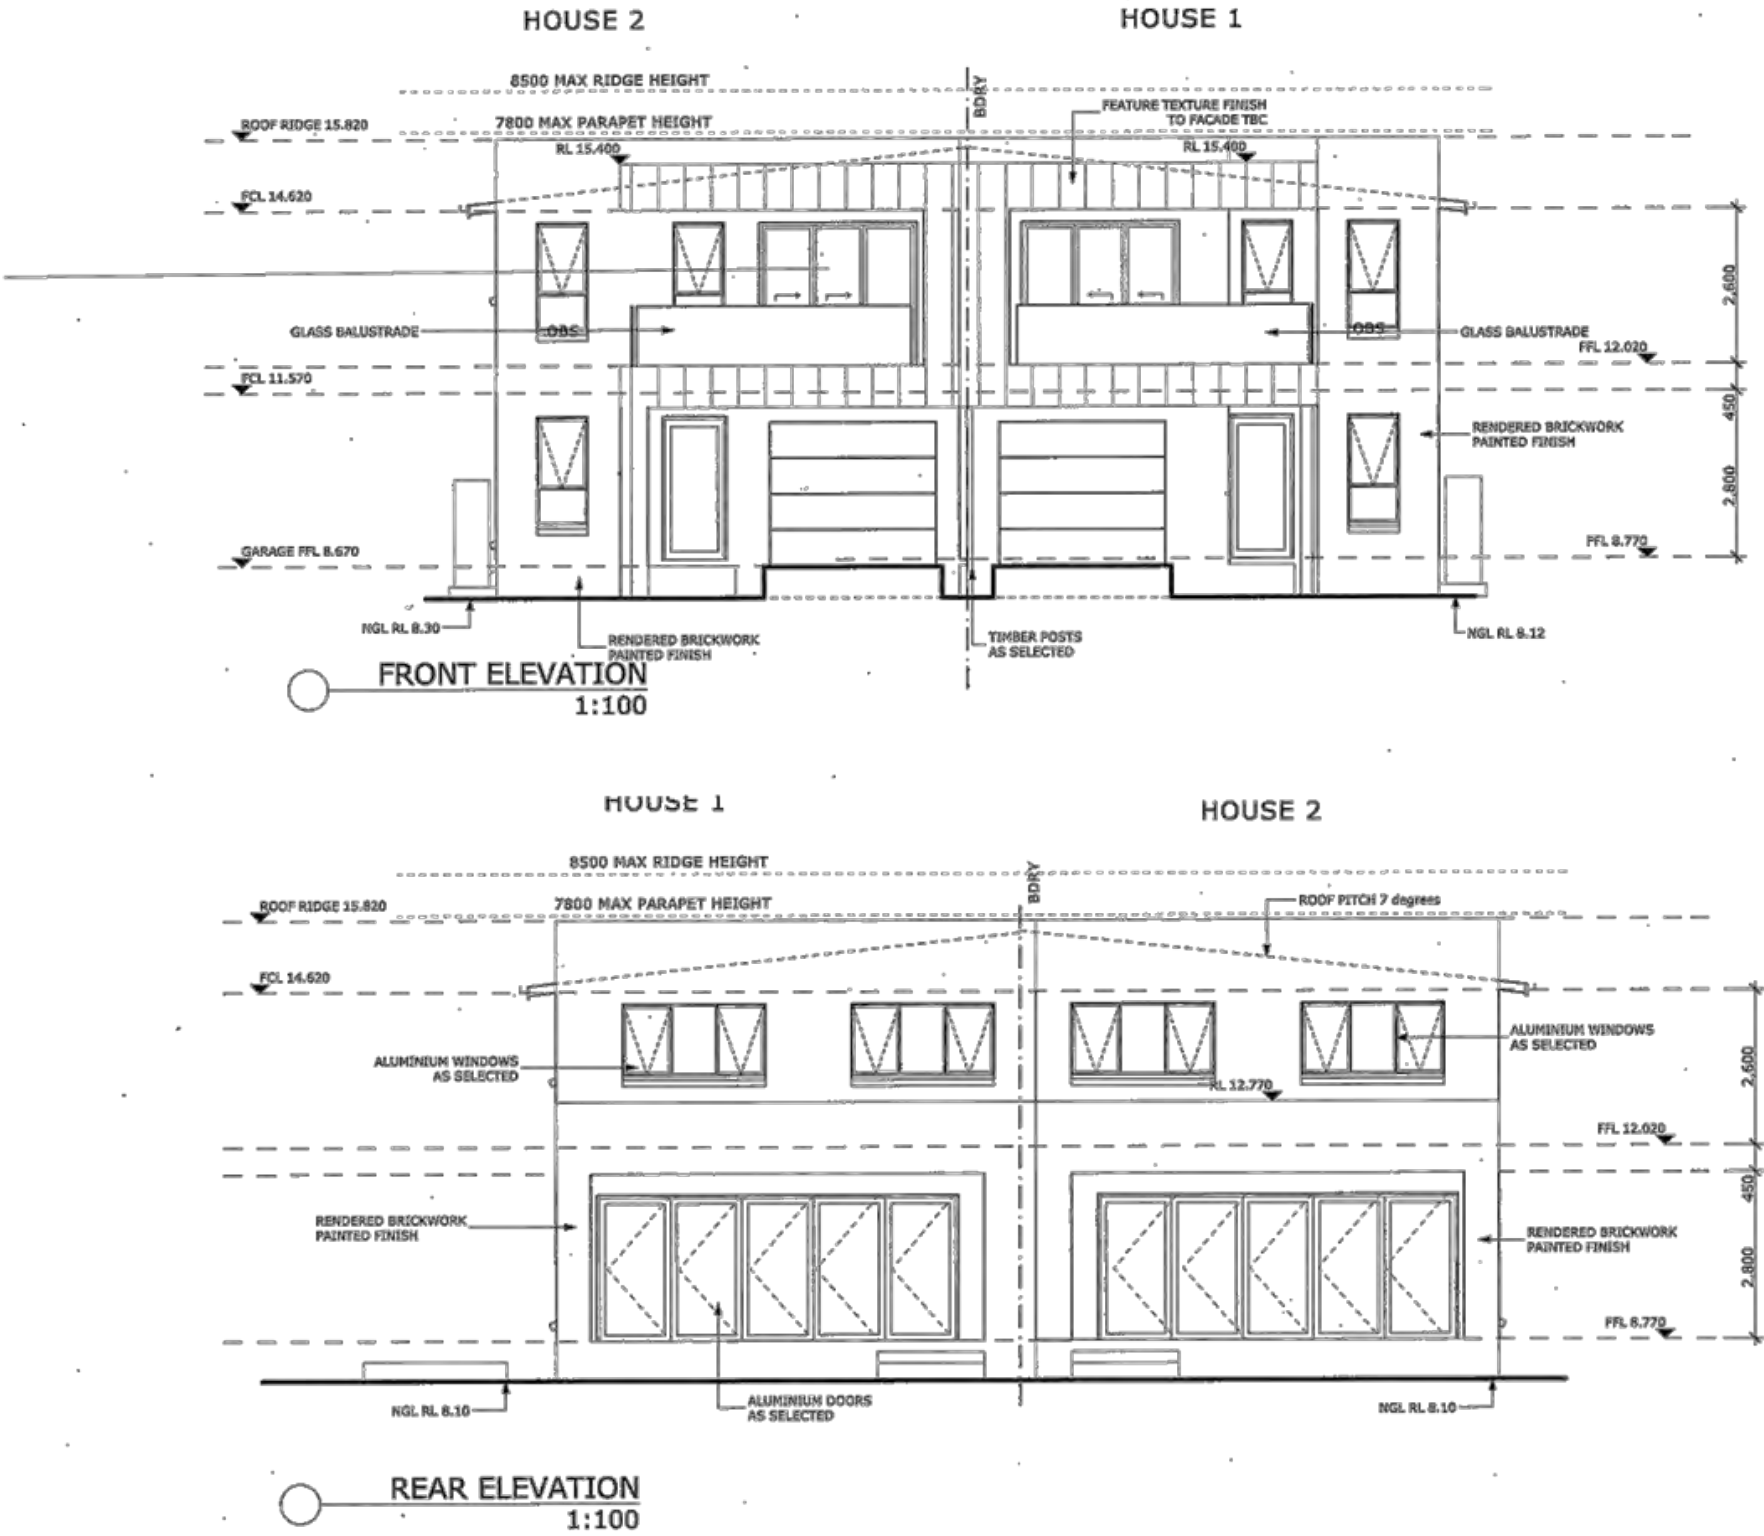 HOUSE 2
HOUSE 1
8500 MAX RIDGE HEIGHT
BDRY
FEATURE TEXTURE FINISH
TO FACADE TBC
ROOF RIDGE 15.820
7800 MAX PARAPET HEIGHT
RL 15.400
RL 15.400
FCL 14.620
2,600
GLASS BALUSTRADE
OBS
OBS
GLASS BALUSTRADE
FFL 12.020
FCL 11.570
450
RENDERED BRICKWORK
PAINTED FINISH
2,800
GARAGE FFL 8.670
FFL 8.770
NGL RL 8.30
RENDERED BRICKWORK
PAINTED FINISH
TIMBER POSTS
AS SELECTED
NGL RL 8.12
FRONT ELEVATION
1:100
HOUSE 1
HOUSE 2
8500 MAX RIDGE HEIGHT
BDRY
ROOF RIDGE 15.820
7800 MAX PARAPET HEIGHT
ROOF PITCH 7 degrees
FCL 14.620
ALUMINIUM WINDOWS
AS SELECTED
ALUMINIUM WINDOWS
AS SELECTED
2,600
RL 12.770
FFL 12.020
450
RENDERED BRICKWORK
PAINTED FINISH
RENDERED BRICKWORK
PAINTED FINISH
2,800
FFL 8.770
NGL RL 8.10
ALUMINIUM DOORS
AS SELECTED
NGL RL 8.10
REAR ELEVATION
1:100